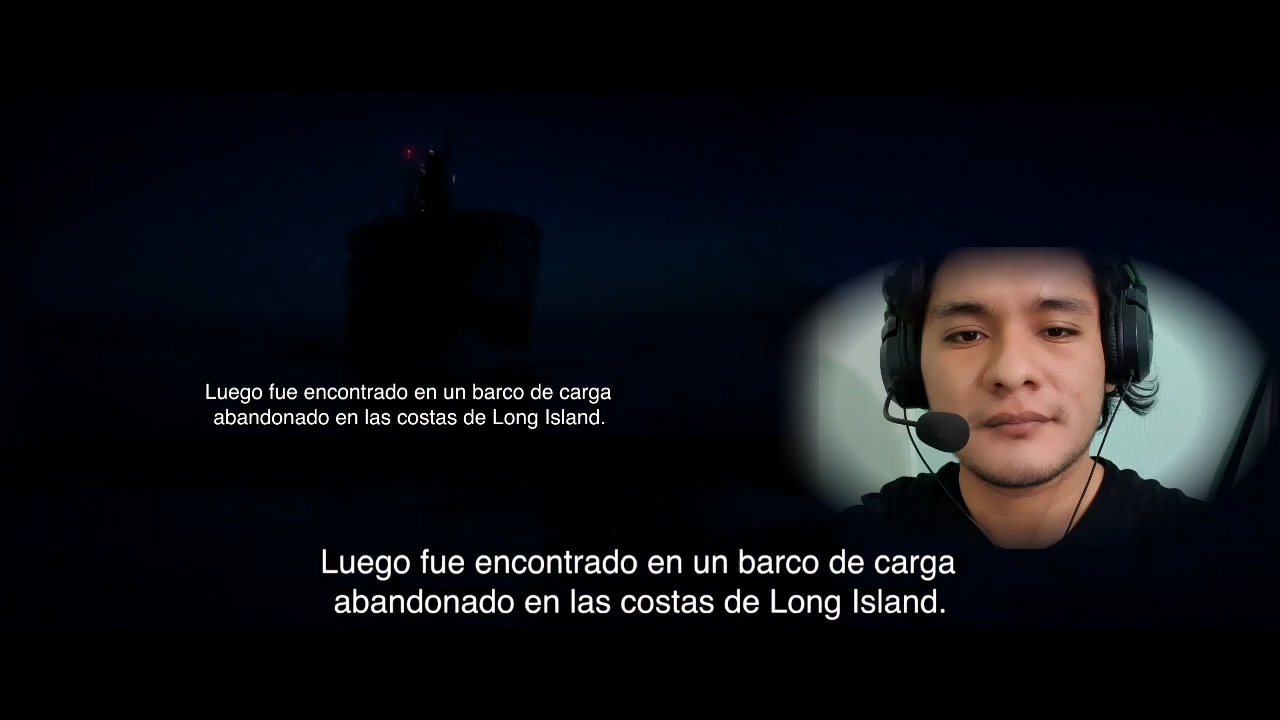 Luego fue encontrado en un barco de carga
abandonado en las costas de Long Island.
Luego fue encontrado en un barco de carga
abandonado en las costas de Long Island.